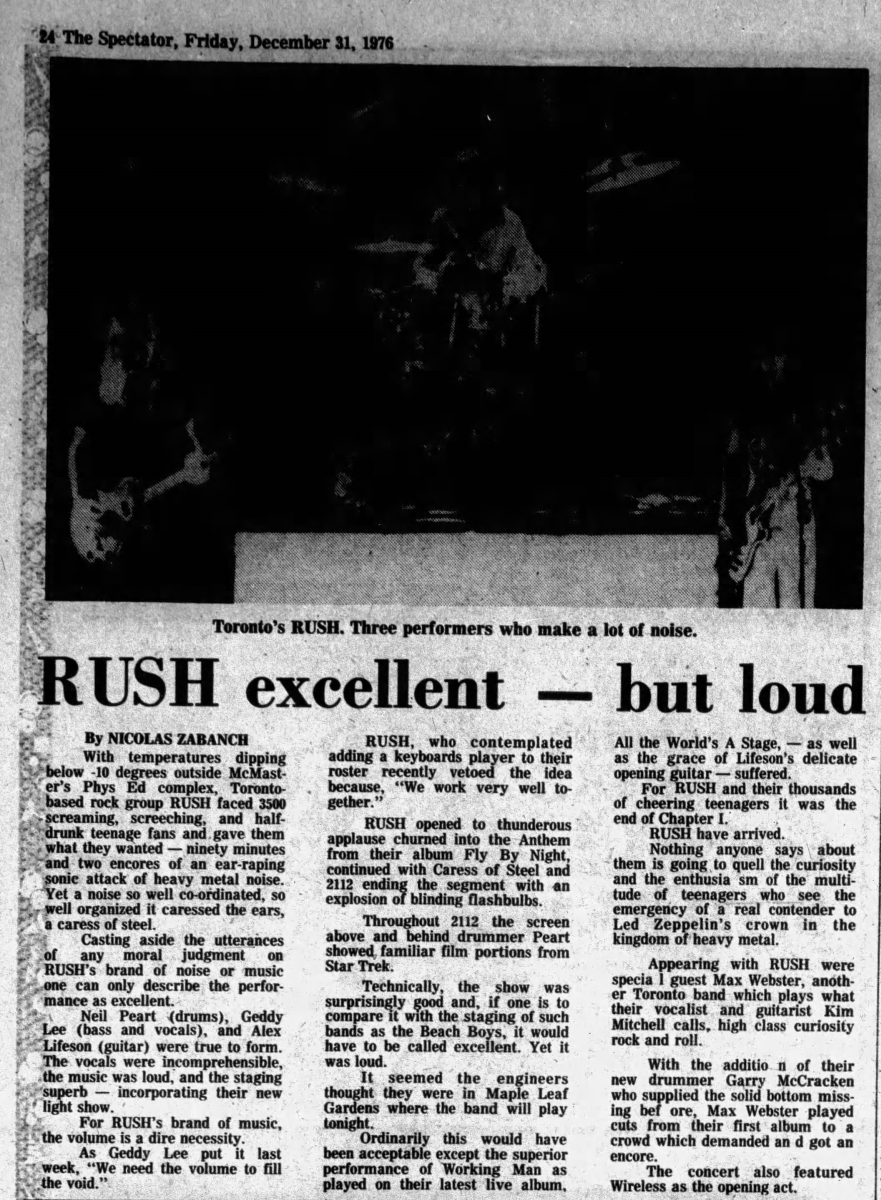 24 The Spectator, Friday, December 31, 1976
Toronto's RUSH. Three performers who make a lot of noise.
RUSH excellent — but loud
By NICOLAS ZABANCH
With temperatures dipping
below -10 degrees outside McMast-
er's Phys Ed complex, Toronto-
based rock group RUSH faced 3500
screaming, screeching, and half-
drunk teenage fans and gave them
what they wanted — ninety minutes
and two encores of an ear-raping
sonic attack of heavy metal noise.
Yet a noise so well co-ordinated, so
well organized it caressed the ears,
a caress of steel.
Casting aside the utterances
of any moral judgment on
RUSH's brand of noise or music
one can only describe the perfor-
mance as excellent.
Neil Peart (drums), Geddy
Lee (bass and vocals), and Alex
Lifeson (guitar) were true to form.
The vocals were incomprehensible,
the music was loud, and the staging
superb — incorporating their new
light show.
For RUSH's brand of music,
the volume is a dire necessity.
As Geddy Lee put it last
week, "We need the volume to fill
the void."
RUSH, who contemplated
adding a keyboards player to their
roster recently vetoed the idea
because, "We work very well to-
gether."
RUSH opened to thunderous
applause churned into the Anthem
from their album Fly By Night,
continued with Caress of Steel and
2112 ending the segment with an
explosion of blinding flashbulbs.
Throughout 2112 the screen
above and behind drummer Peart
showed familiar film portions from
Star Trek.
Technically, the show was
surprisingly good and, if one is to
compare it with the staging of such
bands as the Beach Boys, it would
have to be called excellent. Yet it
was loud.
It seemed the engineers
thought they were in Maple Leaf
Gardens where the band will play
tonight.
Ordinarily this would have
been acceptable except the superior
performance of Working Man as
played on their latest live album,
All the World's A Stage, — as well
as the grace of Lifeson's delicate
opening guitar — suffered.
For RUSH and their thousands
of cheering teenagers it was the
end of Chapter I.
RUSH have arrived.
Nothing anyone says about
them is going to quell the curiosity
and the enthusia sm of the multi-
tude of teenagers who see the
emergency of a real contender to
Led Zeppelin's crown in the
kingdom of heavy metal.
Appearing with RUSH were
specia l guest Max Webster, anoth-
er Toronto band which plays what
their vocalist and guitarist Kim
Mitchell calls, high class curiosity
rock and roll.
With the additio n of their
new drummer Garry McCracken
who supplied the solid bottom miss-
ing bef ore, Max Webster played
cuts from their first album to a
crowd which demanded an d got an
encore.
The concert also featured
Wireless as the opening act.